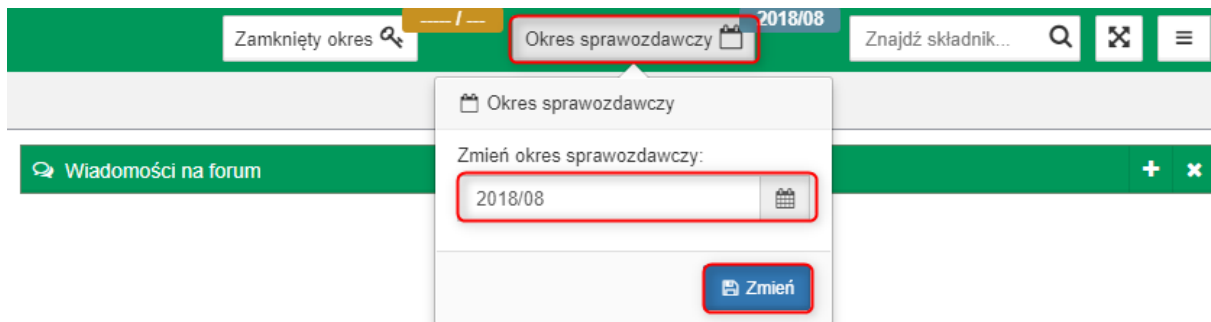 Zamknięty okres
---- / ---
Okres sprawozdawczy
2018/08
Znajdź składnik...
Okres sprawozdawczy
Zmień okres sprawozdawczy:
2018/08
Zmień
Wiadomości na forum